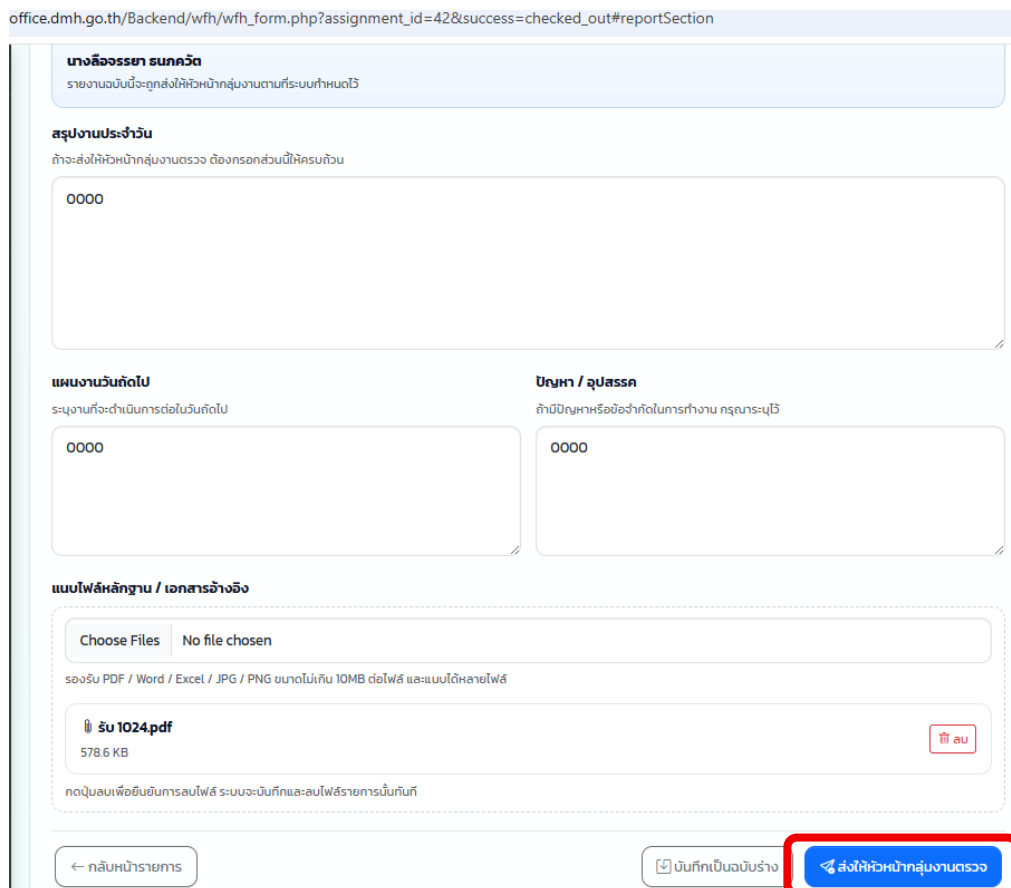 office.dmh.go.th/Backend/wfh/wfh_form.php?assignment_id=42&success=checked_out#reportSection
นางลือจรรยา ธนภควัต
รายงานฉบับนี้จะถูกส่งให้หัวหน้ากลุ่มงานตามที่ระบบกำหนดไว้
สรุปงานประจำวัน
ถ้าจะส่งให้หัวหน้ากลุ่มงานตรวจ ต้องกรอกส่วนนี้ให้ครบถ้วน
0000
แผนงานวันถัดไป
ระบุงานที่จะดำเนินการต่อในวันถัดไป
0000
ปัญหา / อุปสรรค
ถ้ามีปัญหาหรือข้อจำกัดในการทำงาน กรุณาระบุไว้
0000
แนบไฟล์หลักฐาน / เอกสารอ้างอิง
Choose Files No file chosen
รองรับ PDF / Word / Excel / JPG / PNG ขนาดไม่เกิน 10MB ต่อไฟล์ และแนบได้หลายไฟล์
รับ 1024.pdf
578.6 KB
ลบ
กดปุ่มลบเพื่อยืนยันการลบไฟล์ ระบบจะบันทึกและลบไฟล์รายการนั้นทันที
← กลับหน้ารายการ
บันทึกเป็นฉบับร่าง
ส่งให้หัวหน้ากลุ่มงานตรวจ